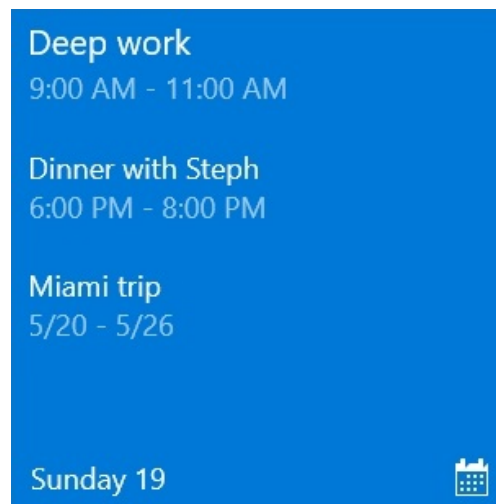 Deep work
9:00 AM - 11:00 AM
Dinner with Steph
6:00 PM - 8:00 PM
Miami trip
5/20 - 5/26
Sunday 19